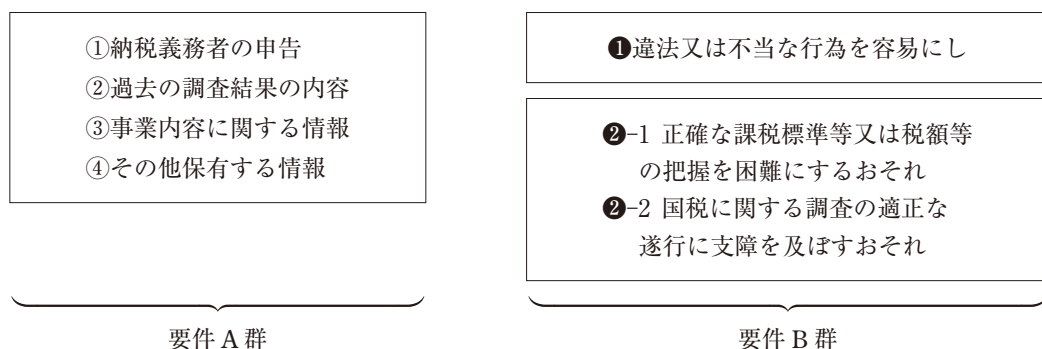 ①納税義務者の申告
②過去の調査結果の内容
③事業内容に関する情報
④その他保有する情報
要件 A 群
❶違法又は不当な行為を容易にし
❷-1 正確な課税標準等又は税額等
の把握を困難にするおそれ
❷-2 国税に関する調査の適正な
遂行に支障を及ぼすおそれ
要件 B 群